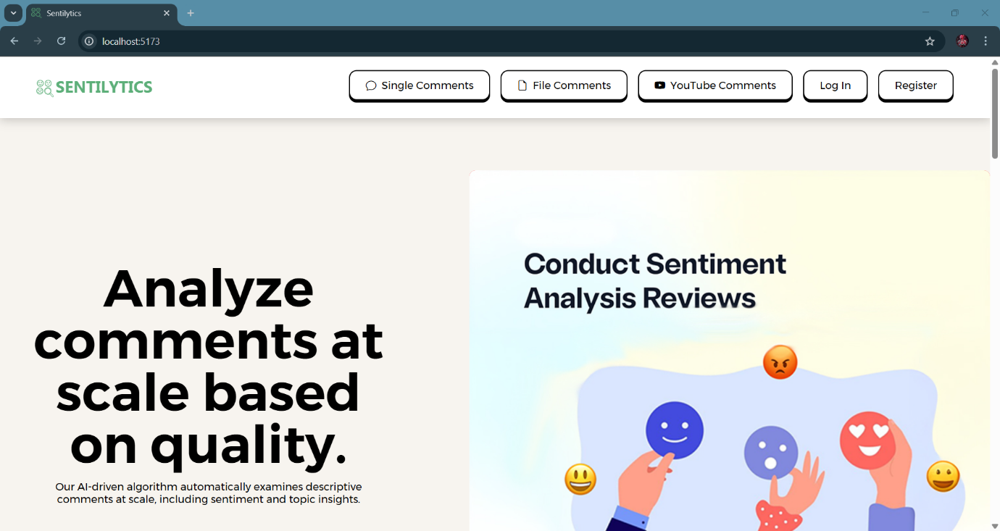 Sentilytics
localhost:5173
SENTILYTICS
Single Comments
File Comments
YouTube Comments
Log In
Register
Analyze
comments at
scale based
on quality.
Our AI-driven algorithm automatically examines descriptive
comments at scale, including sentiment and topic insights.
Conduct Sentiment
Analysis Reviews